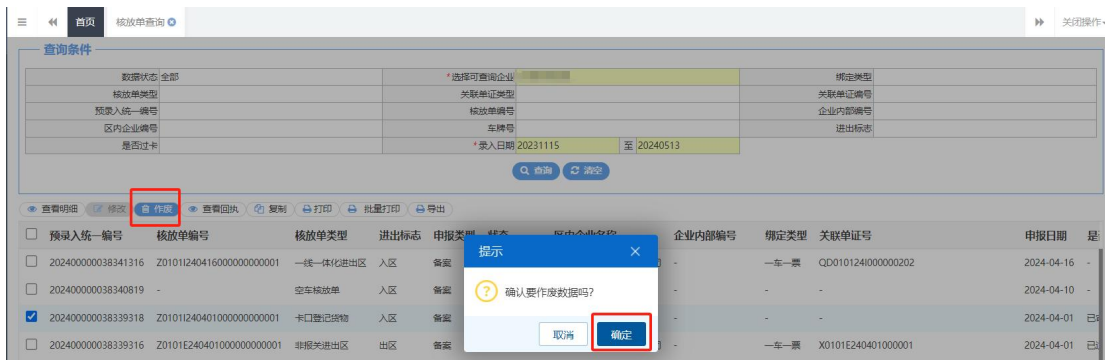 首页 核放单查询 关闭操作
查询条件
数据状态 全部 *选择可查询企业 绑定类型
核放单类型 关联单证类型 关联单证编号
预录入统一编号 核放单编号 企业内部编号
区内企业编号 车牌号 进出标志
是否过卡 *录入日期 20231115 至 20240513
查询 清空
查看明细 修改 作废 查看回执 复制 打印 批量打印 导出
预录入统一编号 核放单编号 核放单类型 进出标志 申报类型 状态 区内企业名称 企业内部编号 绑定类型 关联单证号 申报日期 是
提示
202400000038341316 Z0101I240416000000000001 一线一体化进出区 入区 备案 - 一车一票 QD010124I000000202 2024-04-16 -
确认要作废数据吗?
202400000038340819 - 空车核放单 入区 备案 - - - 2024-04-10 -
202400000038339318 Z0101I240401000000000001 卡口登记货物 入区 备案 - - - 2024-04-01
取消 确定
202400000038339316 Z0101E240401000000000001 非报关进出区 出区 备案 - 一车一票 X0101E240401000001 2024-04-01